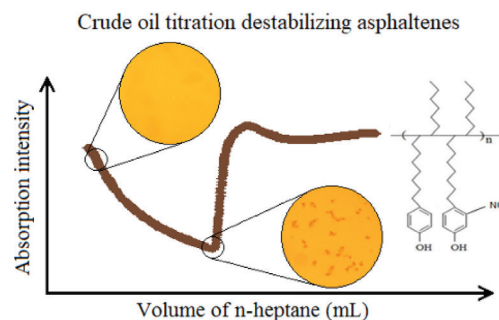 Crude oil titration destabilizing asphaltenes
Absorption intensity
Volume of n-heptane (mL)
n
OH
OH